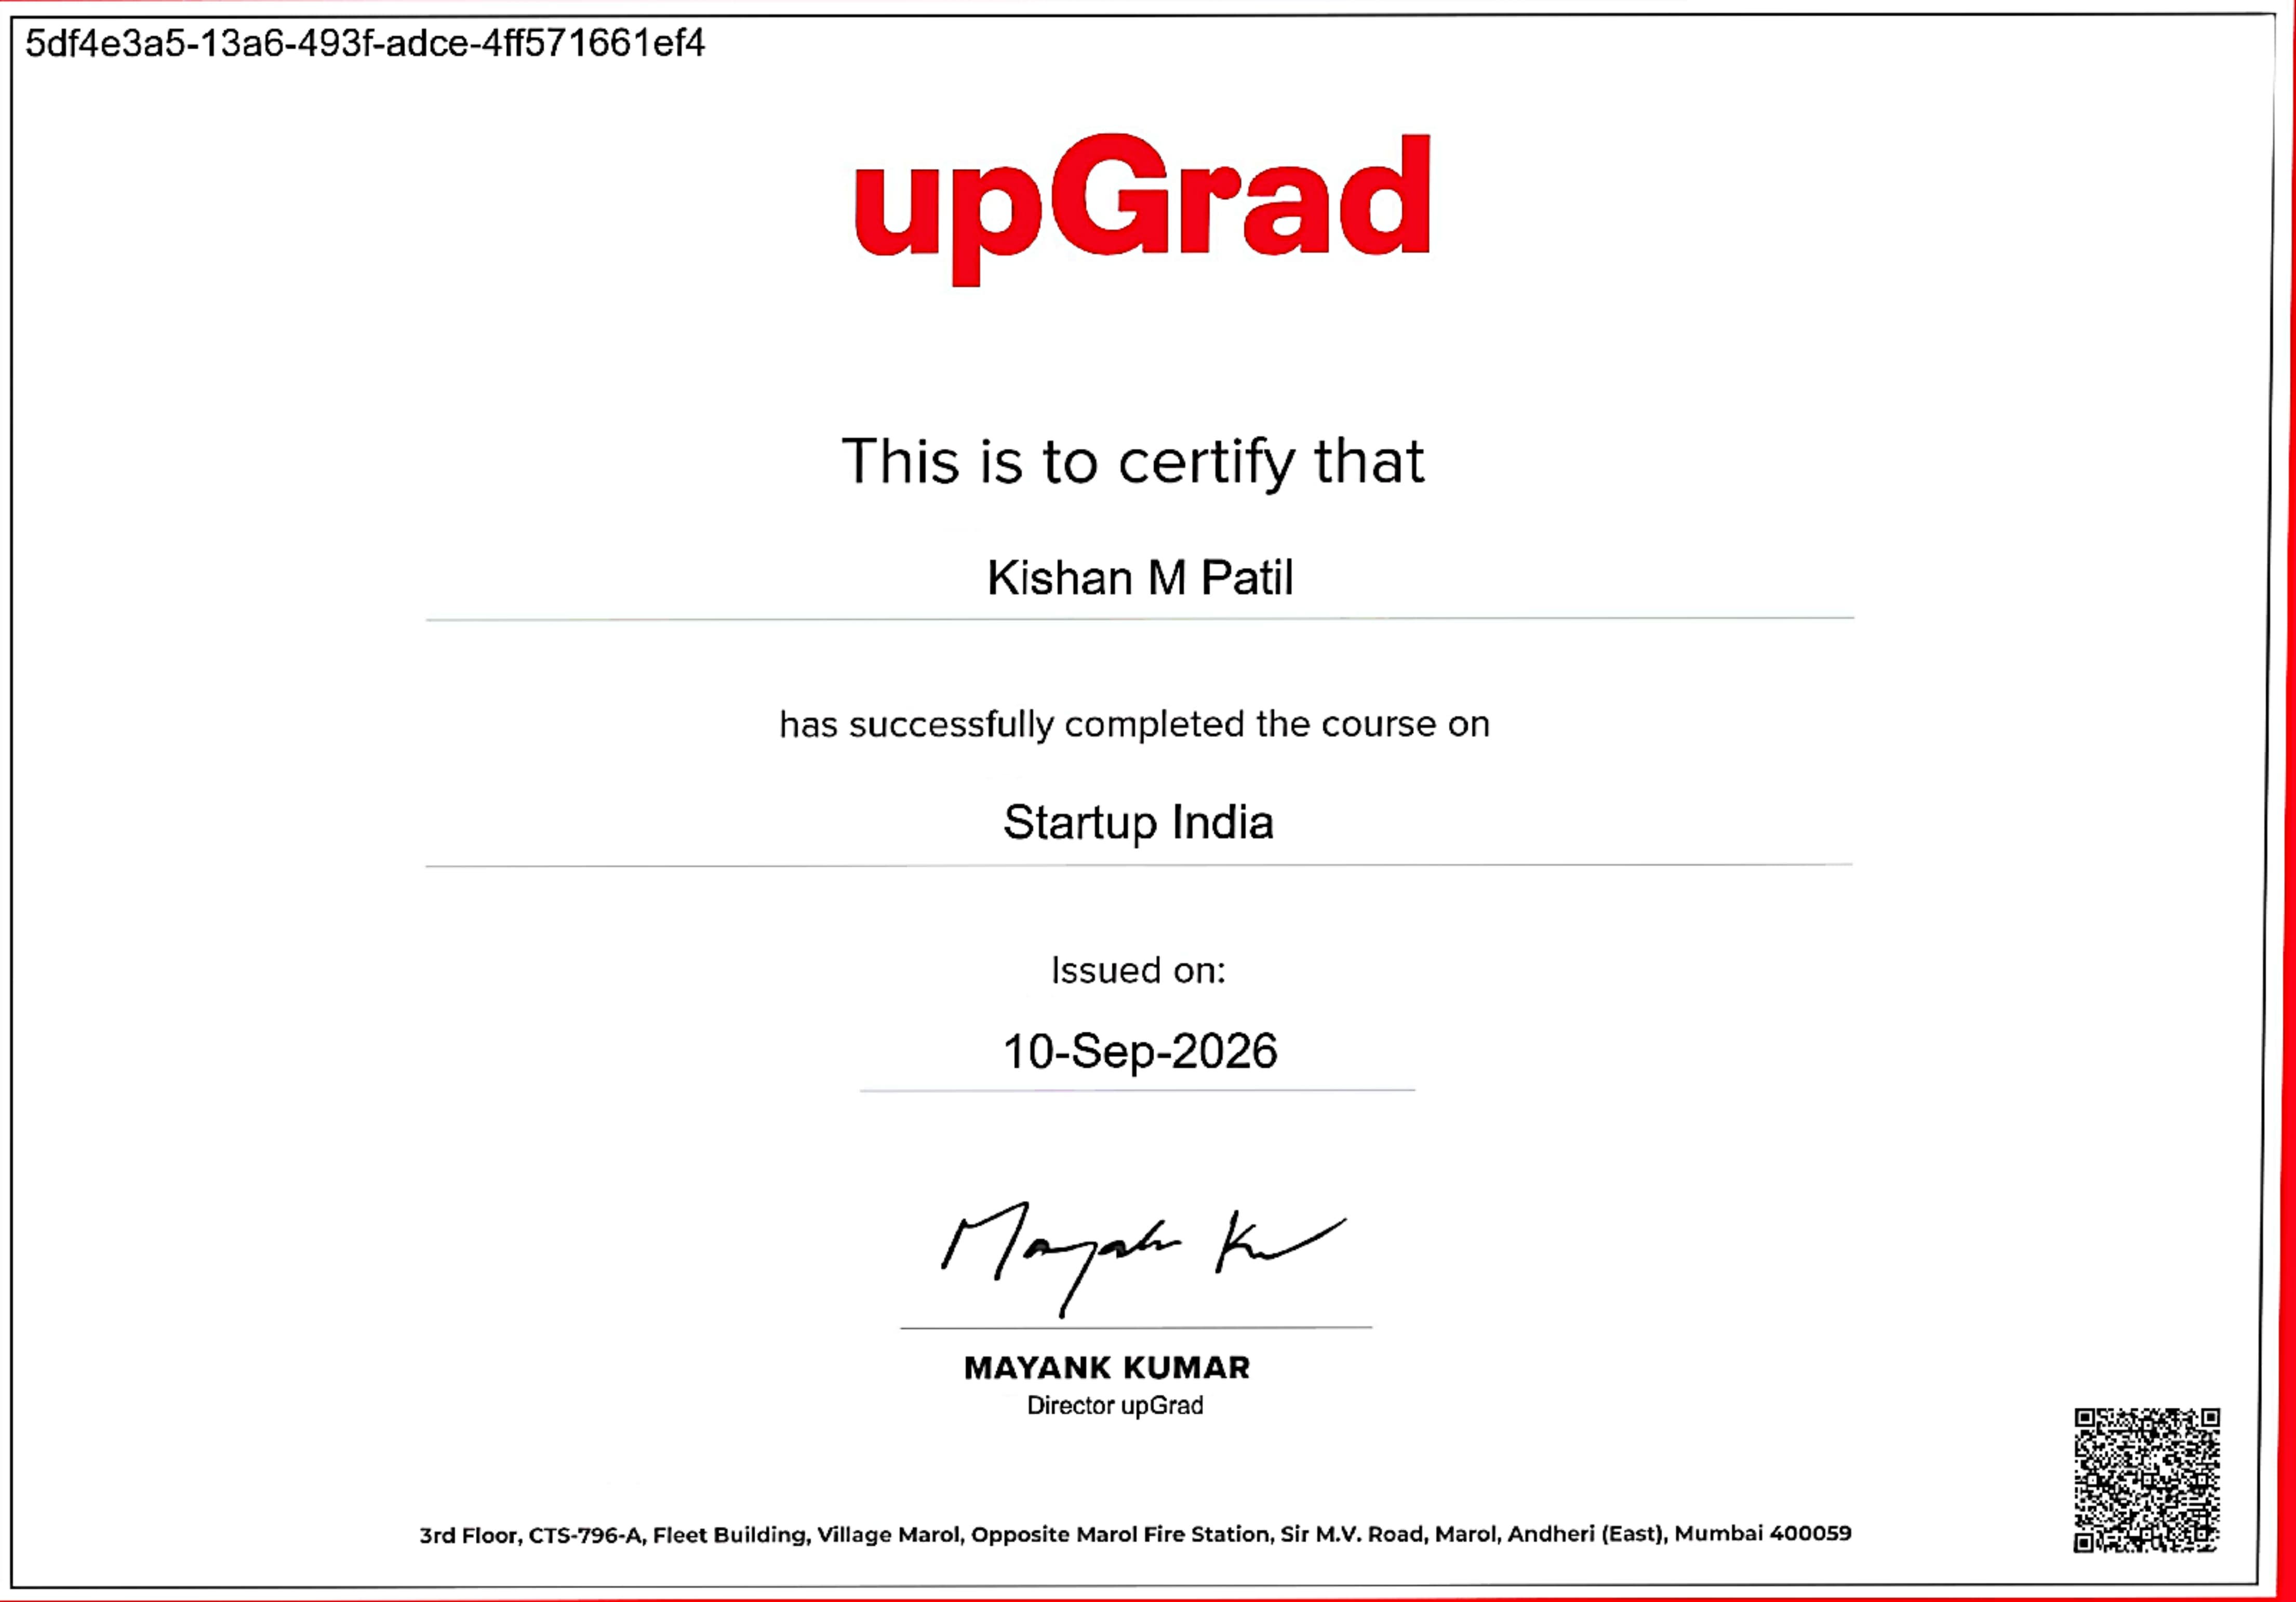 5df4e3a5-13a6-493f-adce-4ff571661ef4
upGrad
This is to certify that
Kishan M Patil
has successfully completed the course on
Startup India
Issued on:
10-Sep-2026
Mayank Ku
MAYANK KUMAR
Director upGrad
3rd Floor, CTS-796-A, Fleet Building, Village Marol, Opposite Marol Fire Station, Sir M.V. Road, Marol, Andheri (East), Mumbai 400059